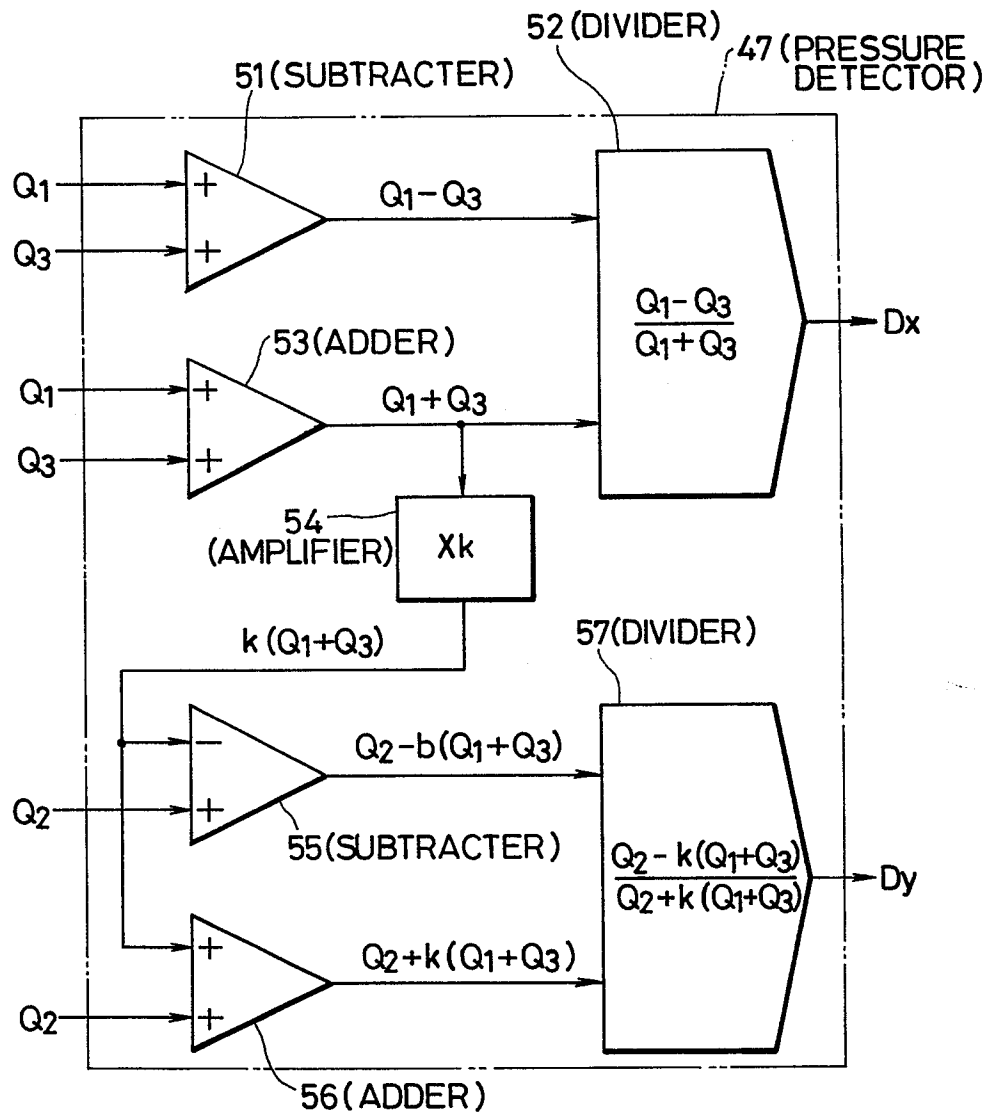 52(DIVIDER)
47(PRESSURE
DETECTOR)
51(SUBTRACTER)
Q1
+
Q1-Q3
Q3
+
Q1-Q3
Q1+Q3
Dx
53(ADDER)
Q1
+
Q1+Q3
Q3
+
54
(AMPLIFIER)
Xk
k(Q1+Q3)
57(DIVIDER)
-
Q2-b(Q1+Q3)
Q2
+
55(SUBTRACTER)
Q2-k(Q1+Q3)
Q2+k(Q1+Q3)
Dy
+
Q2+k(Q1+Q3)
Q2
+
56(ADDER)